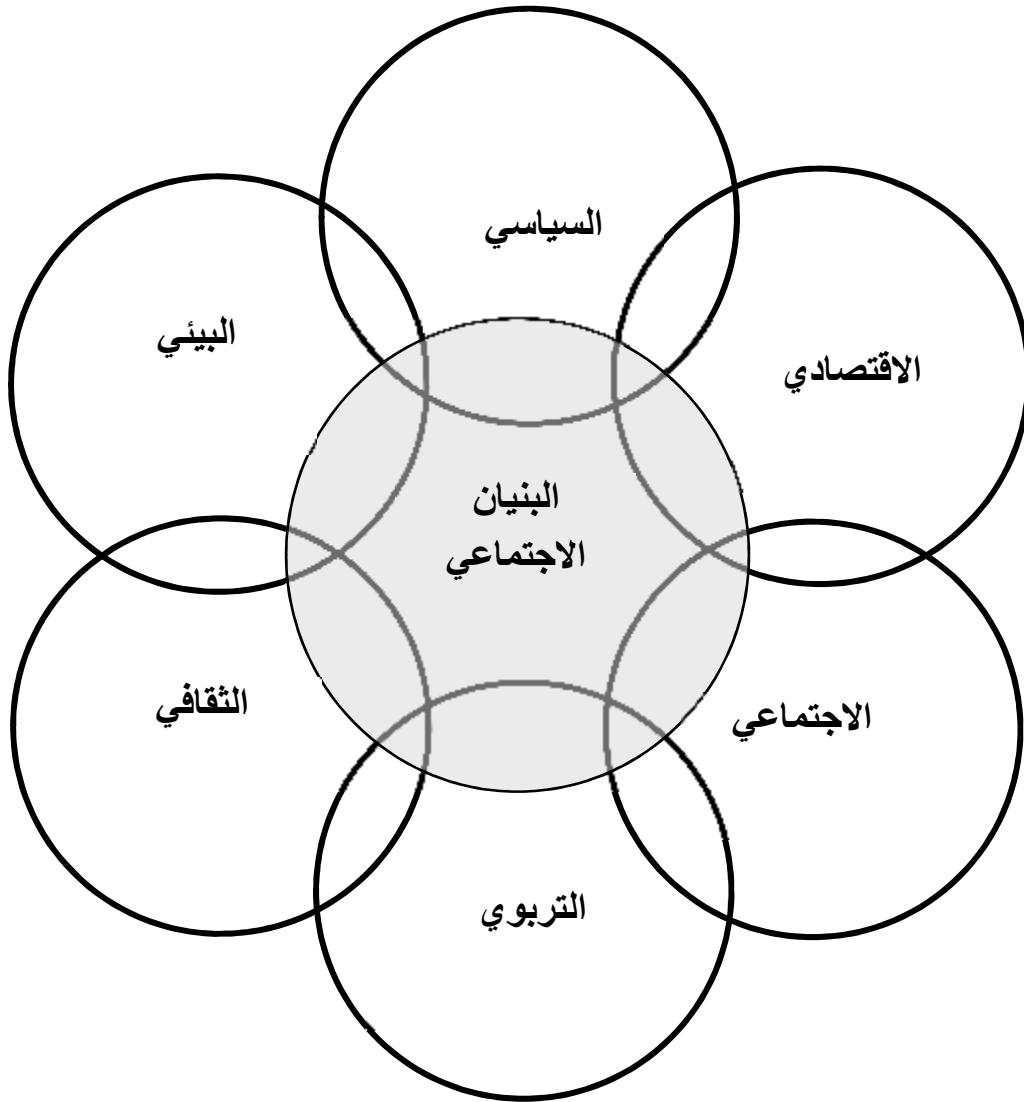 السياسي
البيئي
الاقتصادي
البنيان
الاجتماعي
الثقافي
الاجتماعي
التربوي